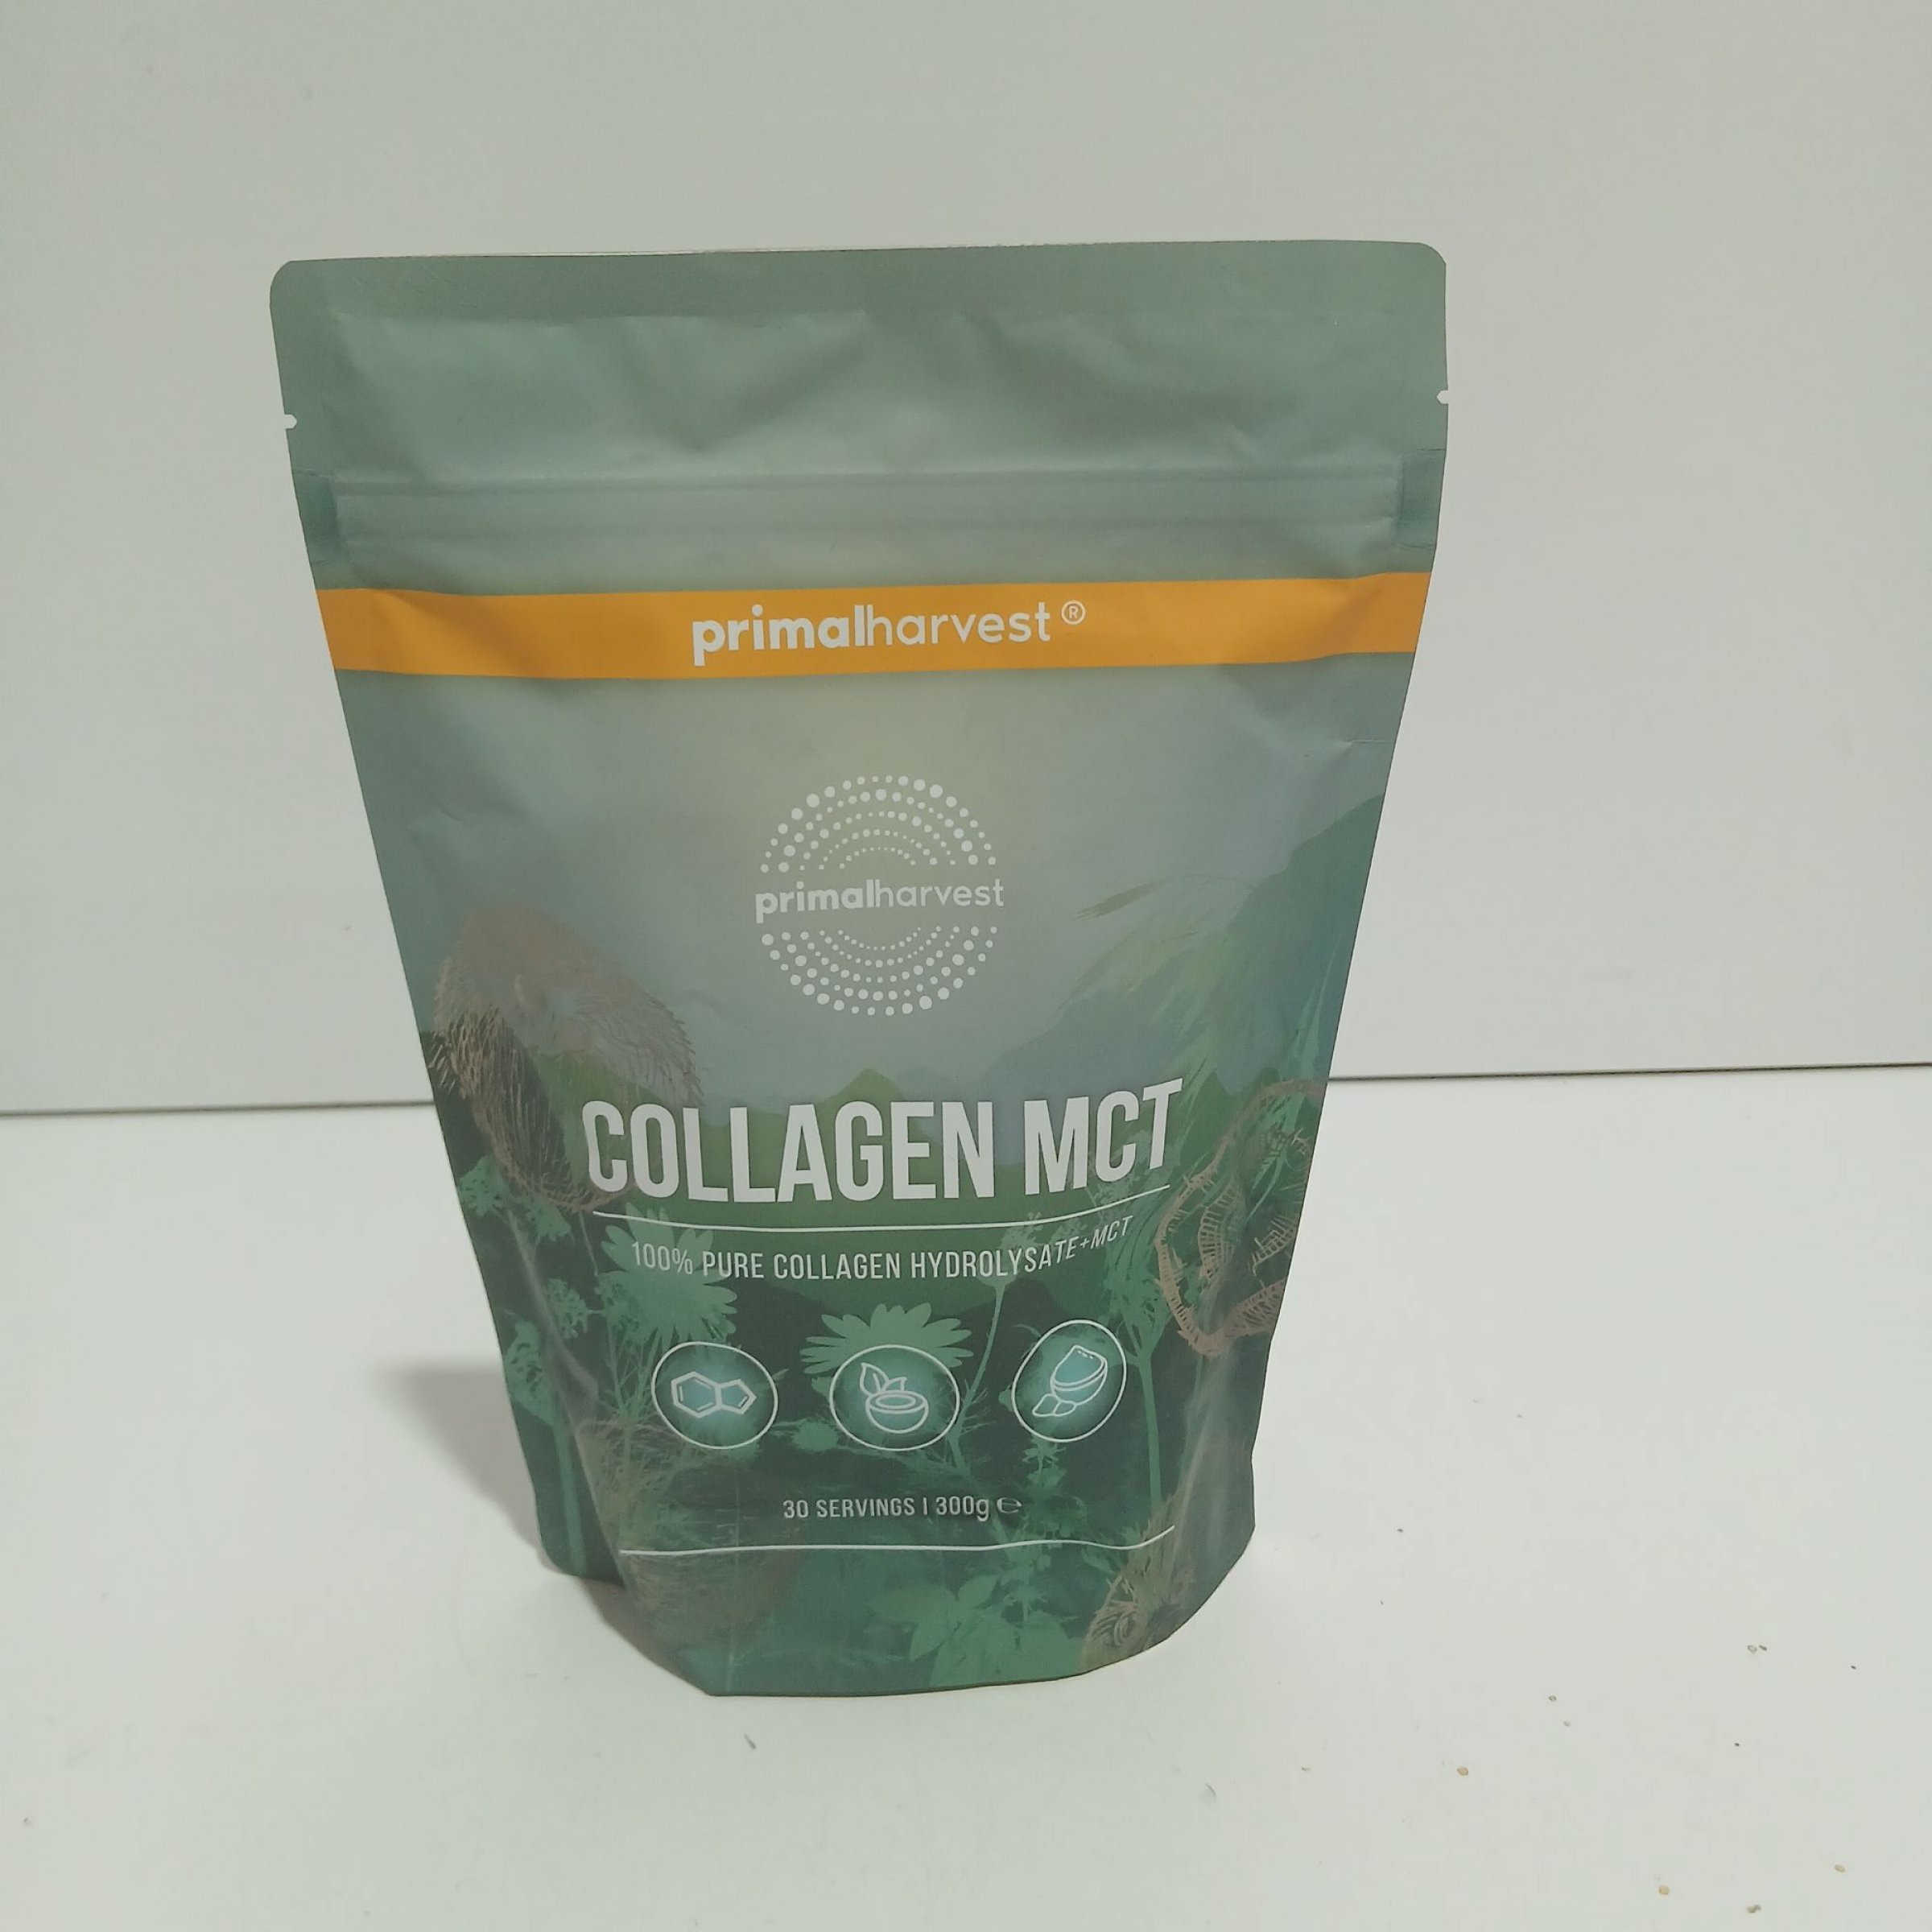 primalharvest®
primalharvest
COLLAGEN MCT
100% PURE COLLAGEN HYDROLYSATE+MCT
30 SERVINGS | 300g ℮